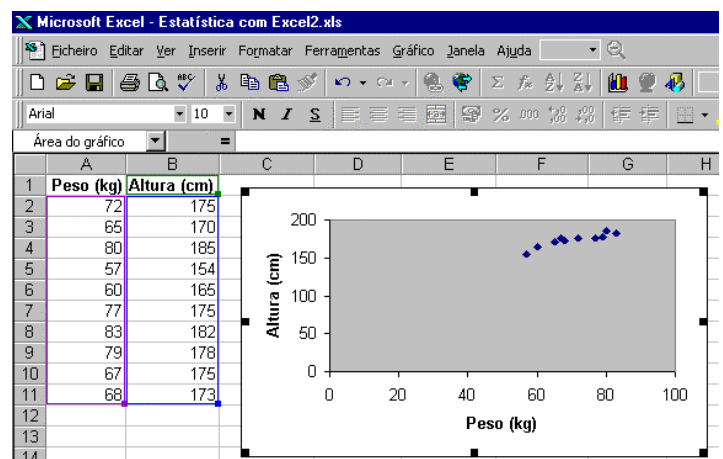 Microsoft Excel - Estatística com Excel2.xls
Ficheiro Editar Ver Inserir Formatar Ferramentas Gráfico Janela Ajuda
Arial 10 N I S % 000
Área do gráfico =
A B C D E F G H
1 Peso (kg) Altura (cm)
2 72 175
3 65 170
4 80 185
5 57 154
6 60 165
7 77 175
8 83 182
9 79 178
10 67 175
11 68 173
12
13
14
200
150
100
50
0
Altura (cm)
0 20 40 60 80 100
Peso (kg)